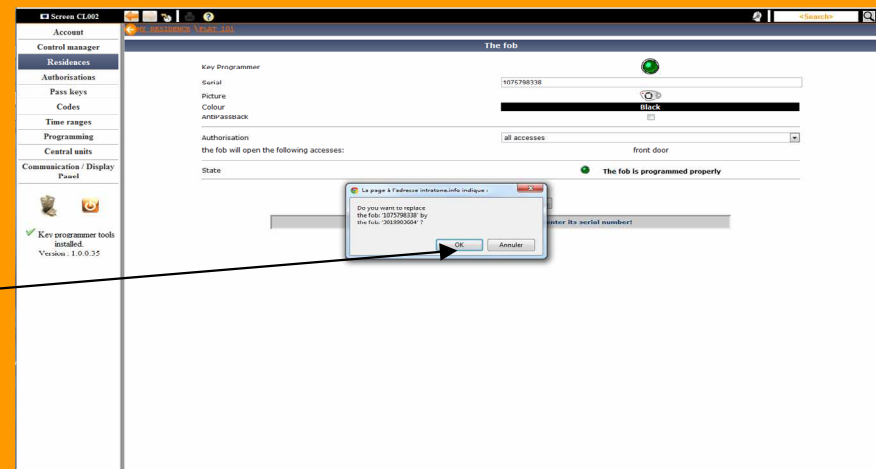 Screen CL002
<Search>
Account
MY RESIDENCE \FLAT 101
Control manager
The fob
Residences
Key Programmer
Authorisations
Serial
1075798338
Pass keys
Picture
Codes
Colour
Black
AntiPassBack
Time ranges
Programming
Authorisation
all accesses
Central units
the fob will open the following accesses:
front door
Communication / Display
Panel
State
The fob is programmed properly
La page à l'adresse intratone.info indique :
Do you want to replace
the fob: '1075798338' by
the fob: '3019903604' ?
enter its serial number!
OK
Annuler
Key programmer tools
installed.
Version : 1.0.0.35